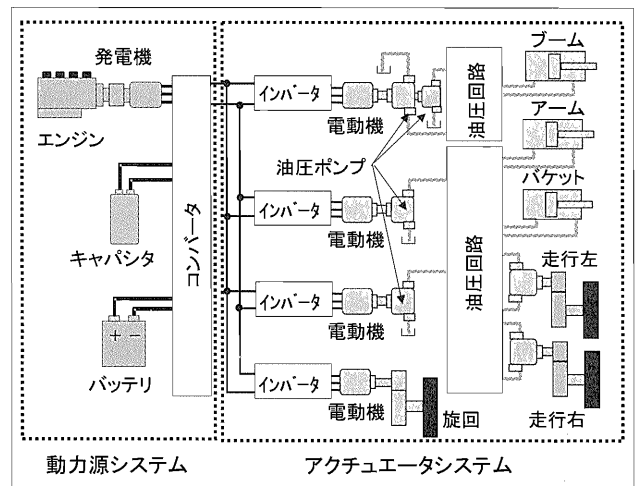 発電機
エンジン
キャパシタ
+ −
バッテリ
コンバータ
動力源システム
インバータ
電動機
油圧ポンプ
インバータ
電動機
インバータ
電動機
インバータ
電動機
旋回
油圧回路
油圧回路
ブーム
アーム
バケット
走行左
走行右
アクチュエータシステム